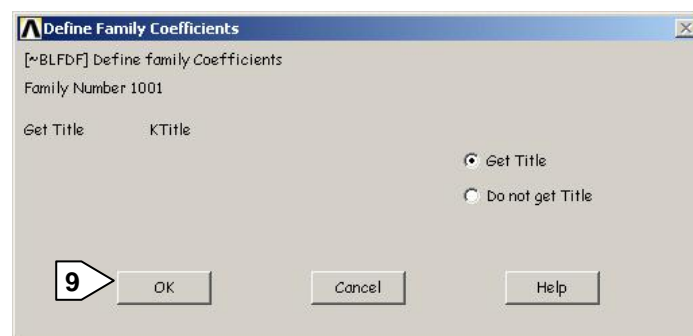 Define Family Coefficients
[~BLFDF] Define family Coefficients
Family Number 1001
Get Title KTitle
Get Title
Do not get Title
9
OK Cancel Help